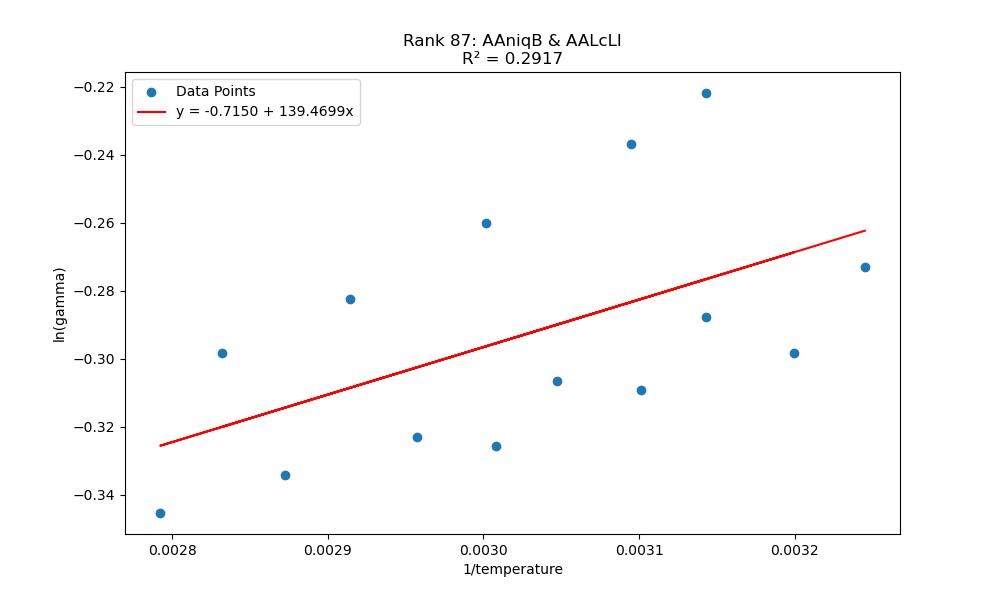 Rank 87: AAniqB & AALcLI
R² = 0.2917
Data Points
y = -0.7150 + 139.4699x
−0.22
−0.24
−0.26
−0.28
−0.30
−0.32
−0.34
ln(gamma)
0.0028
0.0029
0.0030
0.0031
0.0032
1/temperature